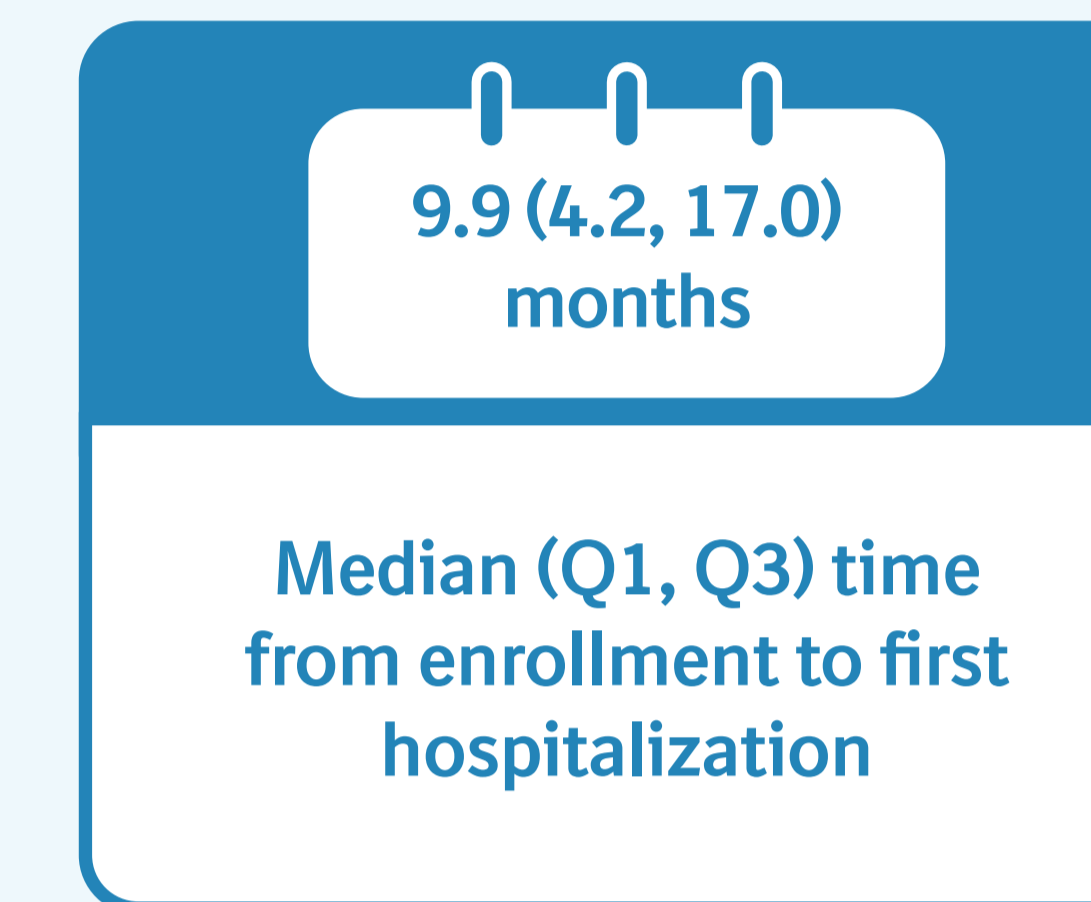 9.9 (4.2, 17.0)
months
Median (Q1, Q3) time
from enrollment to first
hospitalization